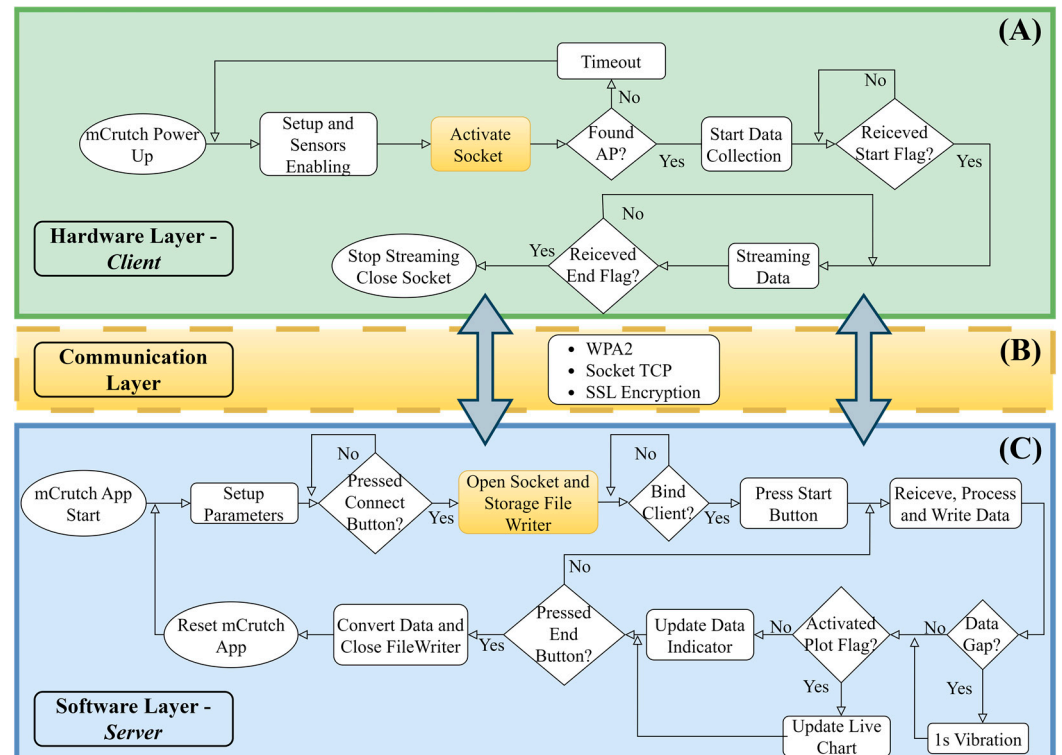 (A)
Timeout
No
No
mCrutch Power
Up
Setup and
Sensors
Enabling
Activate
Socket
Found
AP?
Yes
Start Data
Collection
Reiceved
Start Flag?
Yes
No
Hardware Layer -
Client
Stop Streaming
Close Socket
Yes
Reiceved
End Flag?
Streaming
Data
Communication
Layer
• WPA2
• Socket TCP
• SSL Encryption
(B)
(C)
No
No
mCrutch App
Start
Setup
Parameters
Pressed
Connect
Button?
Yes
Open Socket and
Storage File
Writer
Bind
Client?
Yes
Press Start
Button
Reiceve, Process
and Write Data
No
Reset mCrutch
App
Convert Data and
Close FileWriter
Yes
Pressed
End
Button?
Update Data
Indicator
No
Activated
Plot Flag?
No
Data
Gap?
Yes
Yes
Software Layer -
Server
Update Live
Chart
1s Vibration